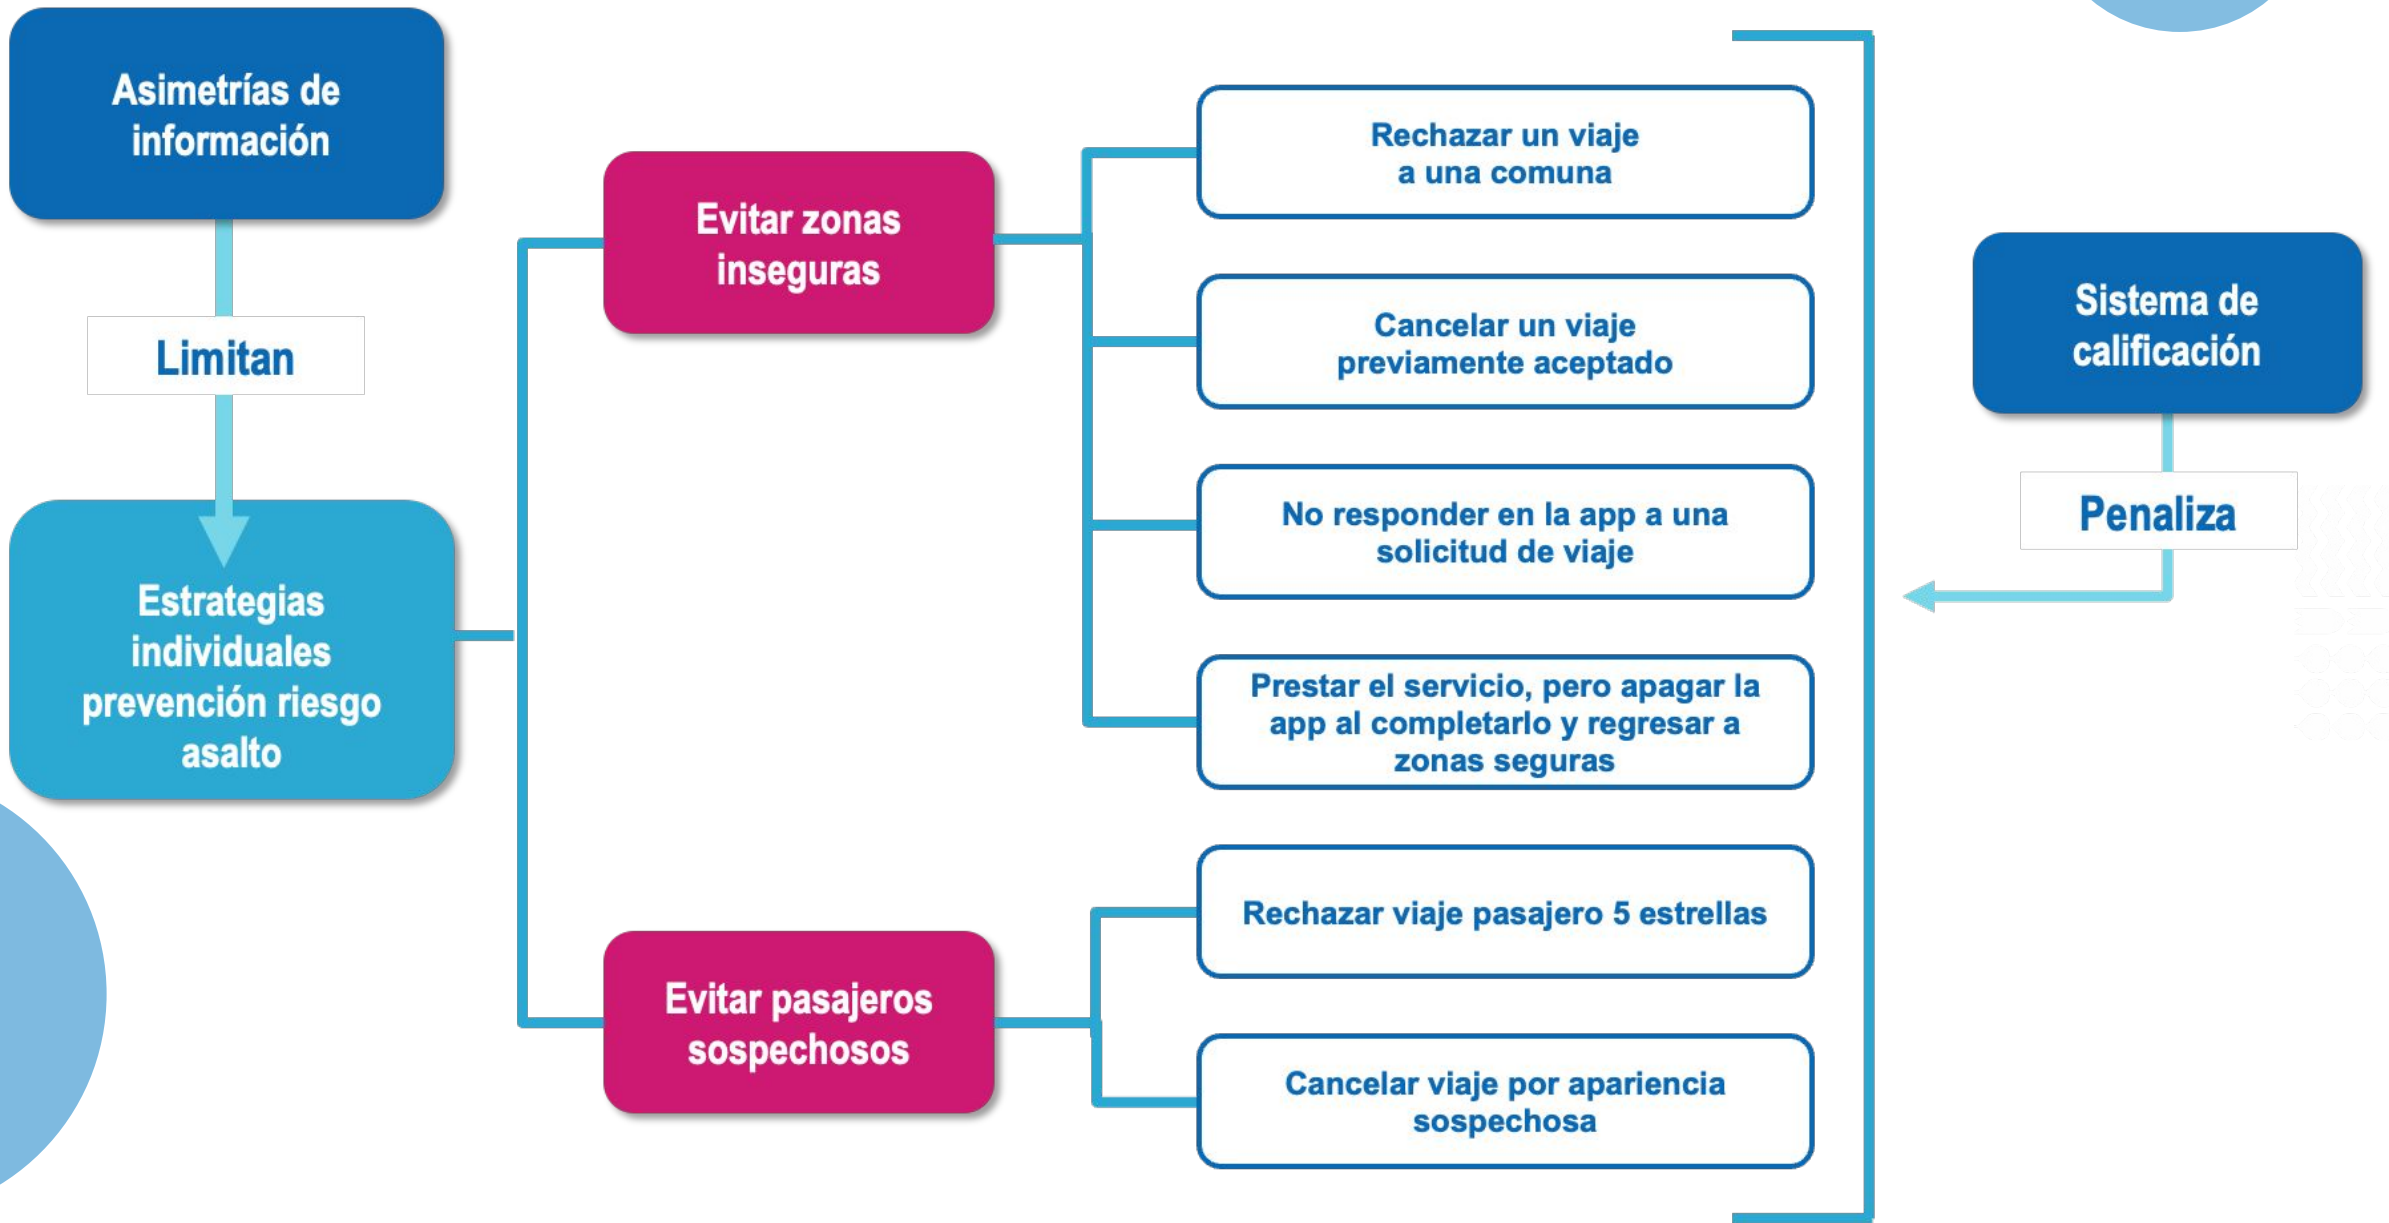 Asimetrías de
información
Limitan
Estrategias
individuales
prevención riesgo
asalto
Evitar zonas
inseguras
Rechazar un viaje
a una comuna
Cancelar un viaje
previamente aceptado
No responder en la app a una
solicitud de viaje
Prestar el servicio, pero apagar la
app al completarlo y regresar a
zonas seguras
Evitar pasajeros
sospechosos
Rechazar viaje pasajero 5 estrellas
Cancelar viaje por apariencia
sospechosa
Sistema de
calificación
Penaliza